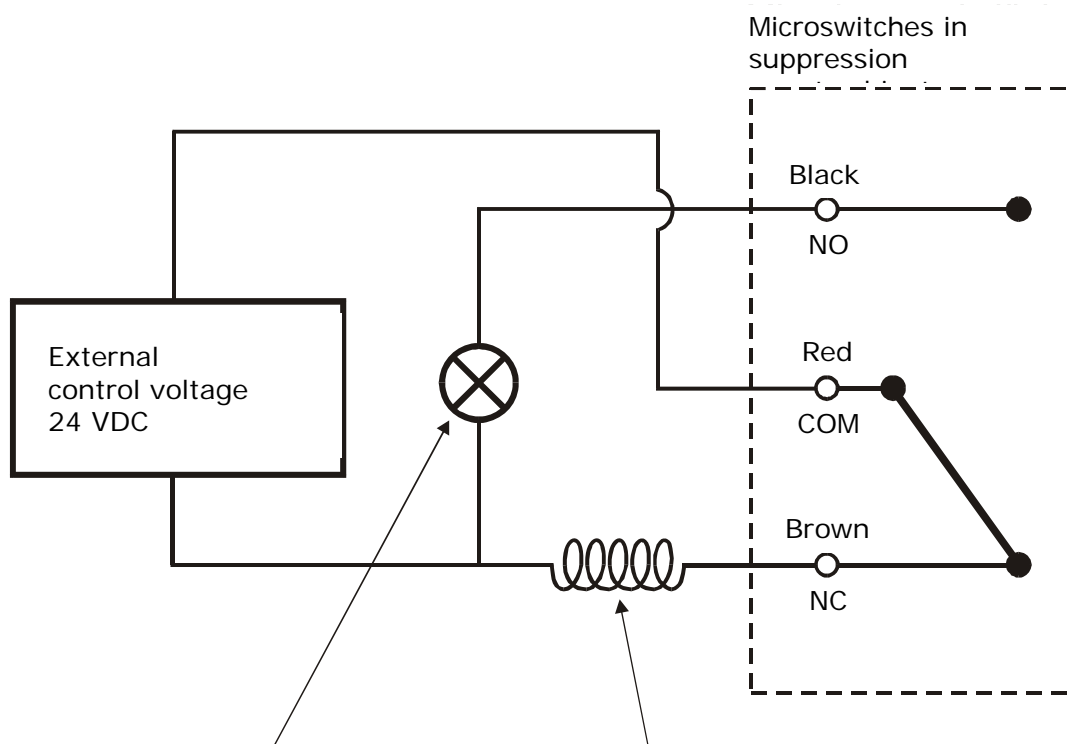 Microswitches in
suppression
Black
NO
External
control voltage
24 VDC
Red
COM
Brown
NC